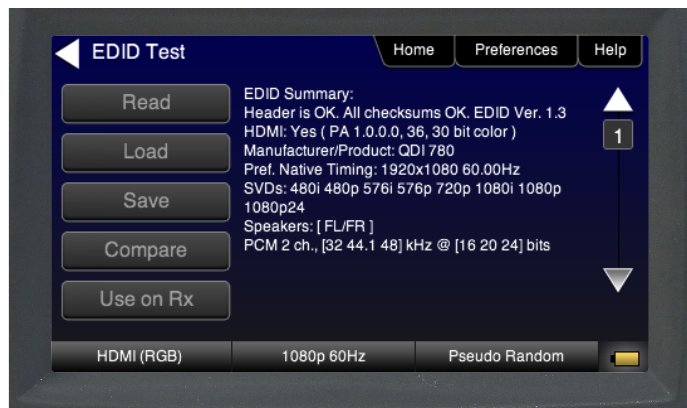 EDID Test
Home
Preferences
Help
Read
Load
Save
Compare
Use on Rx
EDID Summary:
Header is OK. All checksums OK. EDID Ver. 1.3
HDMI: Yes ( PA 1.0.0.0, 36, 30 bit color )
Manufacturer/Product: QDI 780
Pref. Native Timing: 1920x1080 60.00Hz
SVDs: 480i 480p 576i 576p 720p 1080i 1080p
1080p24
Speakers: [ FL/FR ]
PCM 2 ch., [32 44.1 48] kHz @ [16 20 24] bits
1
HDMI (RGB)
1080p 60Hz
Pseudo Random